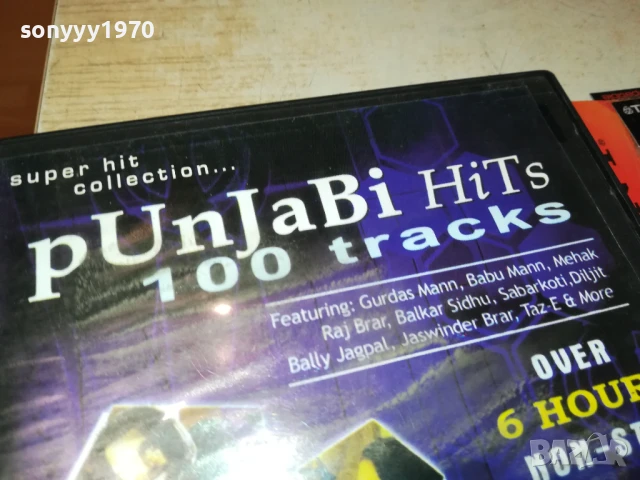 sonyyy1970
super hit
collection...
pUnJaBi HiTs
100 tracks
Featuring: Gurdas Mann, Babu Mann, Mehak
Raj Brar, Balkar Sidhu, Sabarkoti, Diljit
Bally Jagpal, Jaswinder Brar, Taz-E & More
OVER
6 HOUR